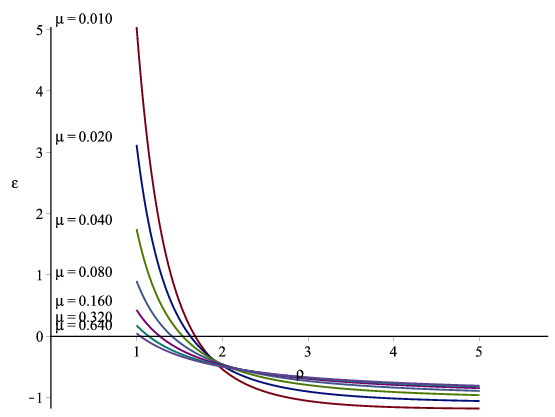 μ = 0.010
5
4
μ = 0.020
3
ε
μ = 0.040
2
μ = 0.080
1
μ = 0.160
μ = 0.320
μ = 0.640
0
1 2 3 4 5
ρ
-1